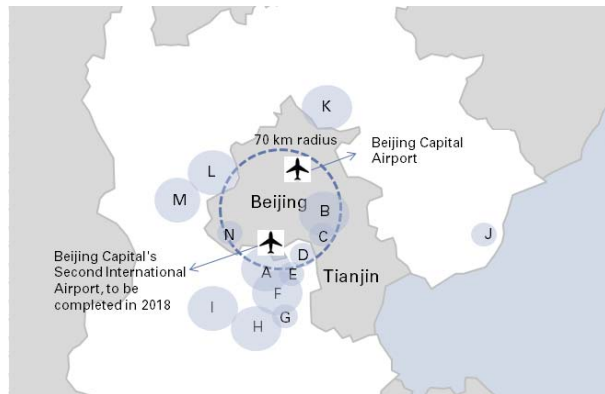 K
70 km radius
Beijing Capital
Airport
L
M
Beijing
B
N
C
J
D
Beijing Capital's
Second International
Airport, to be
completed in 2018
A
E
Tianjin
F
I
G
H